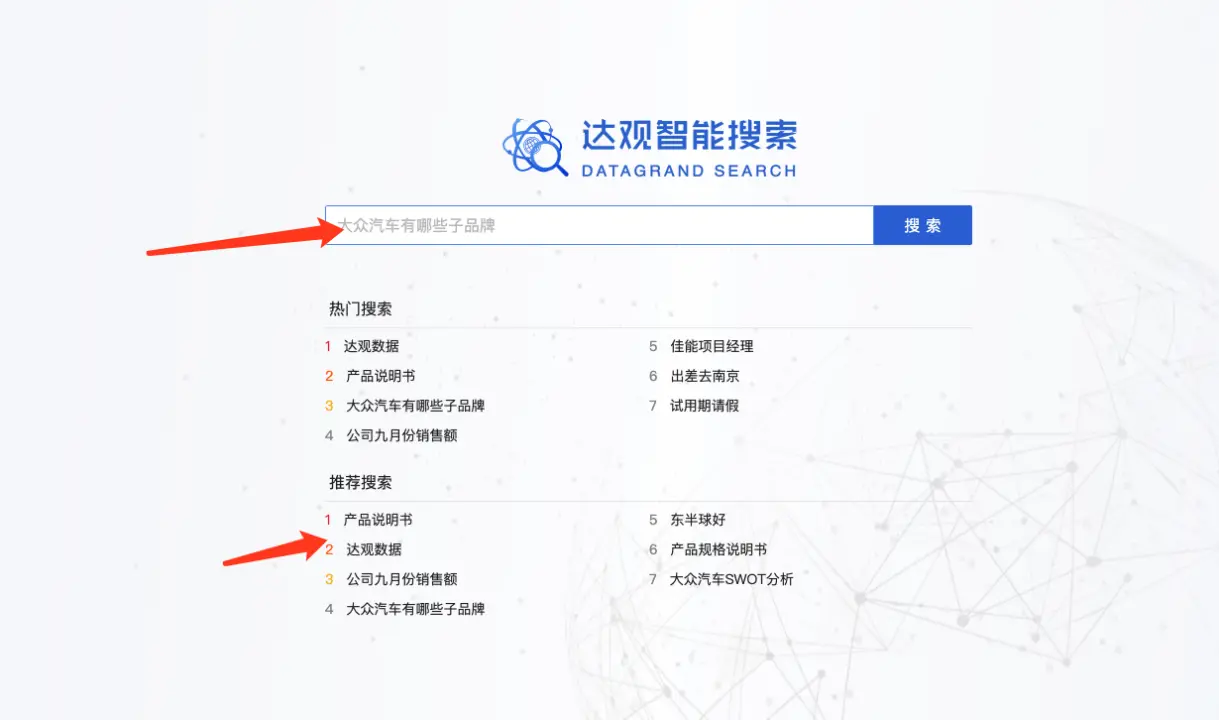 达观智能搜索
DATAGRAND SEARCH
大众汽车有哪些子品牌 搜索
热门搜索
1 达观数据
2 产品说明书
3 大众汽车有哪些子品牌
4 公司九月份销售额
5 佳能项目经理
6 出差去南京
7 试用期请假
推荐搜索
1 产品说明书
2 达观数据
3 公司九月份销售额
4 大众汽车有哪些子品牌
5 东半球好
6 产品规格说明书
7 大众汽车SWOT分析